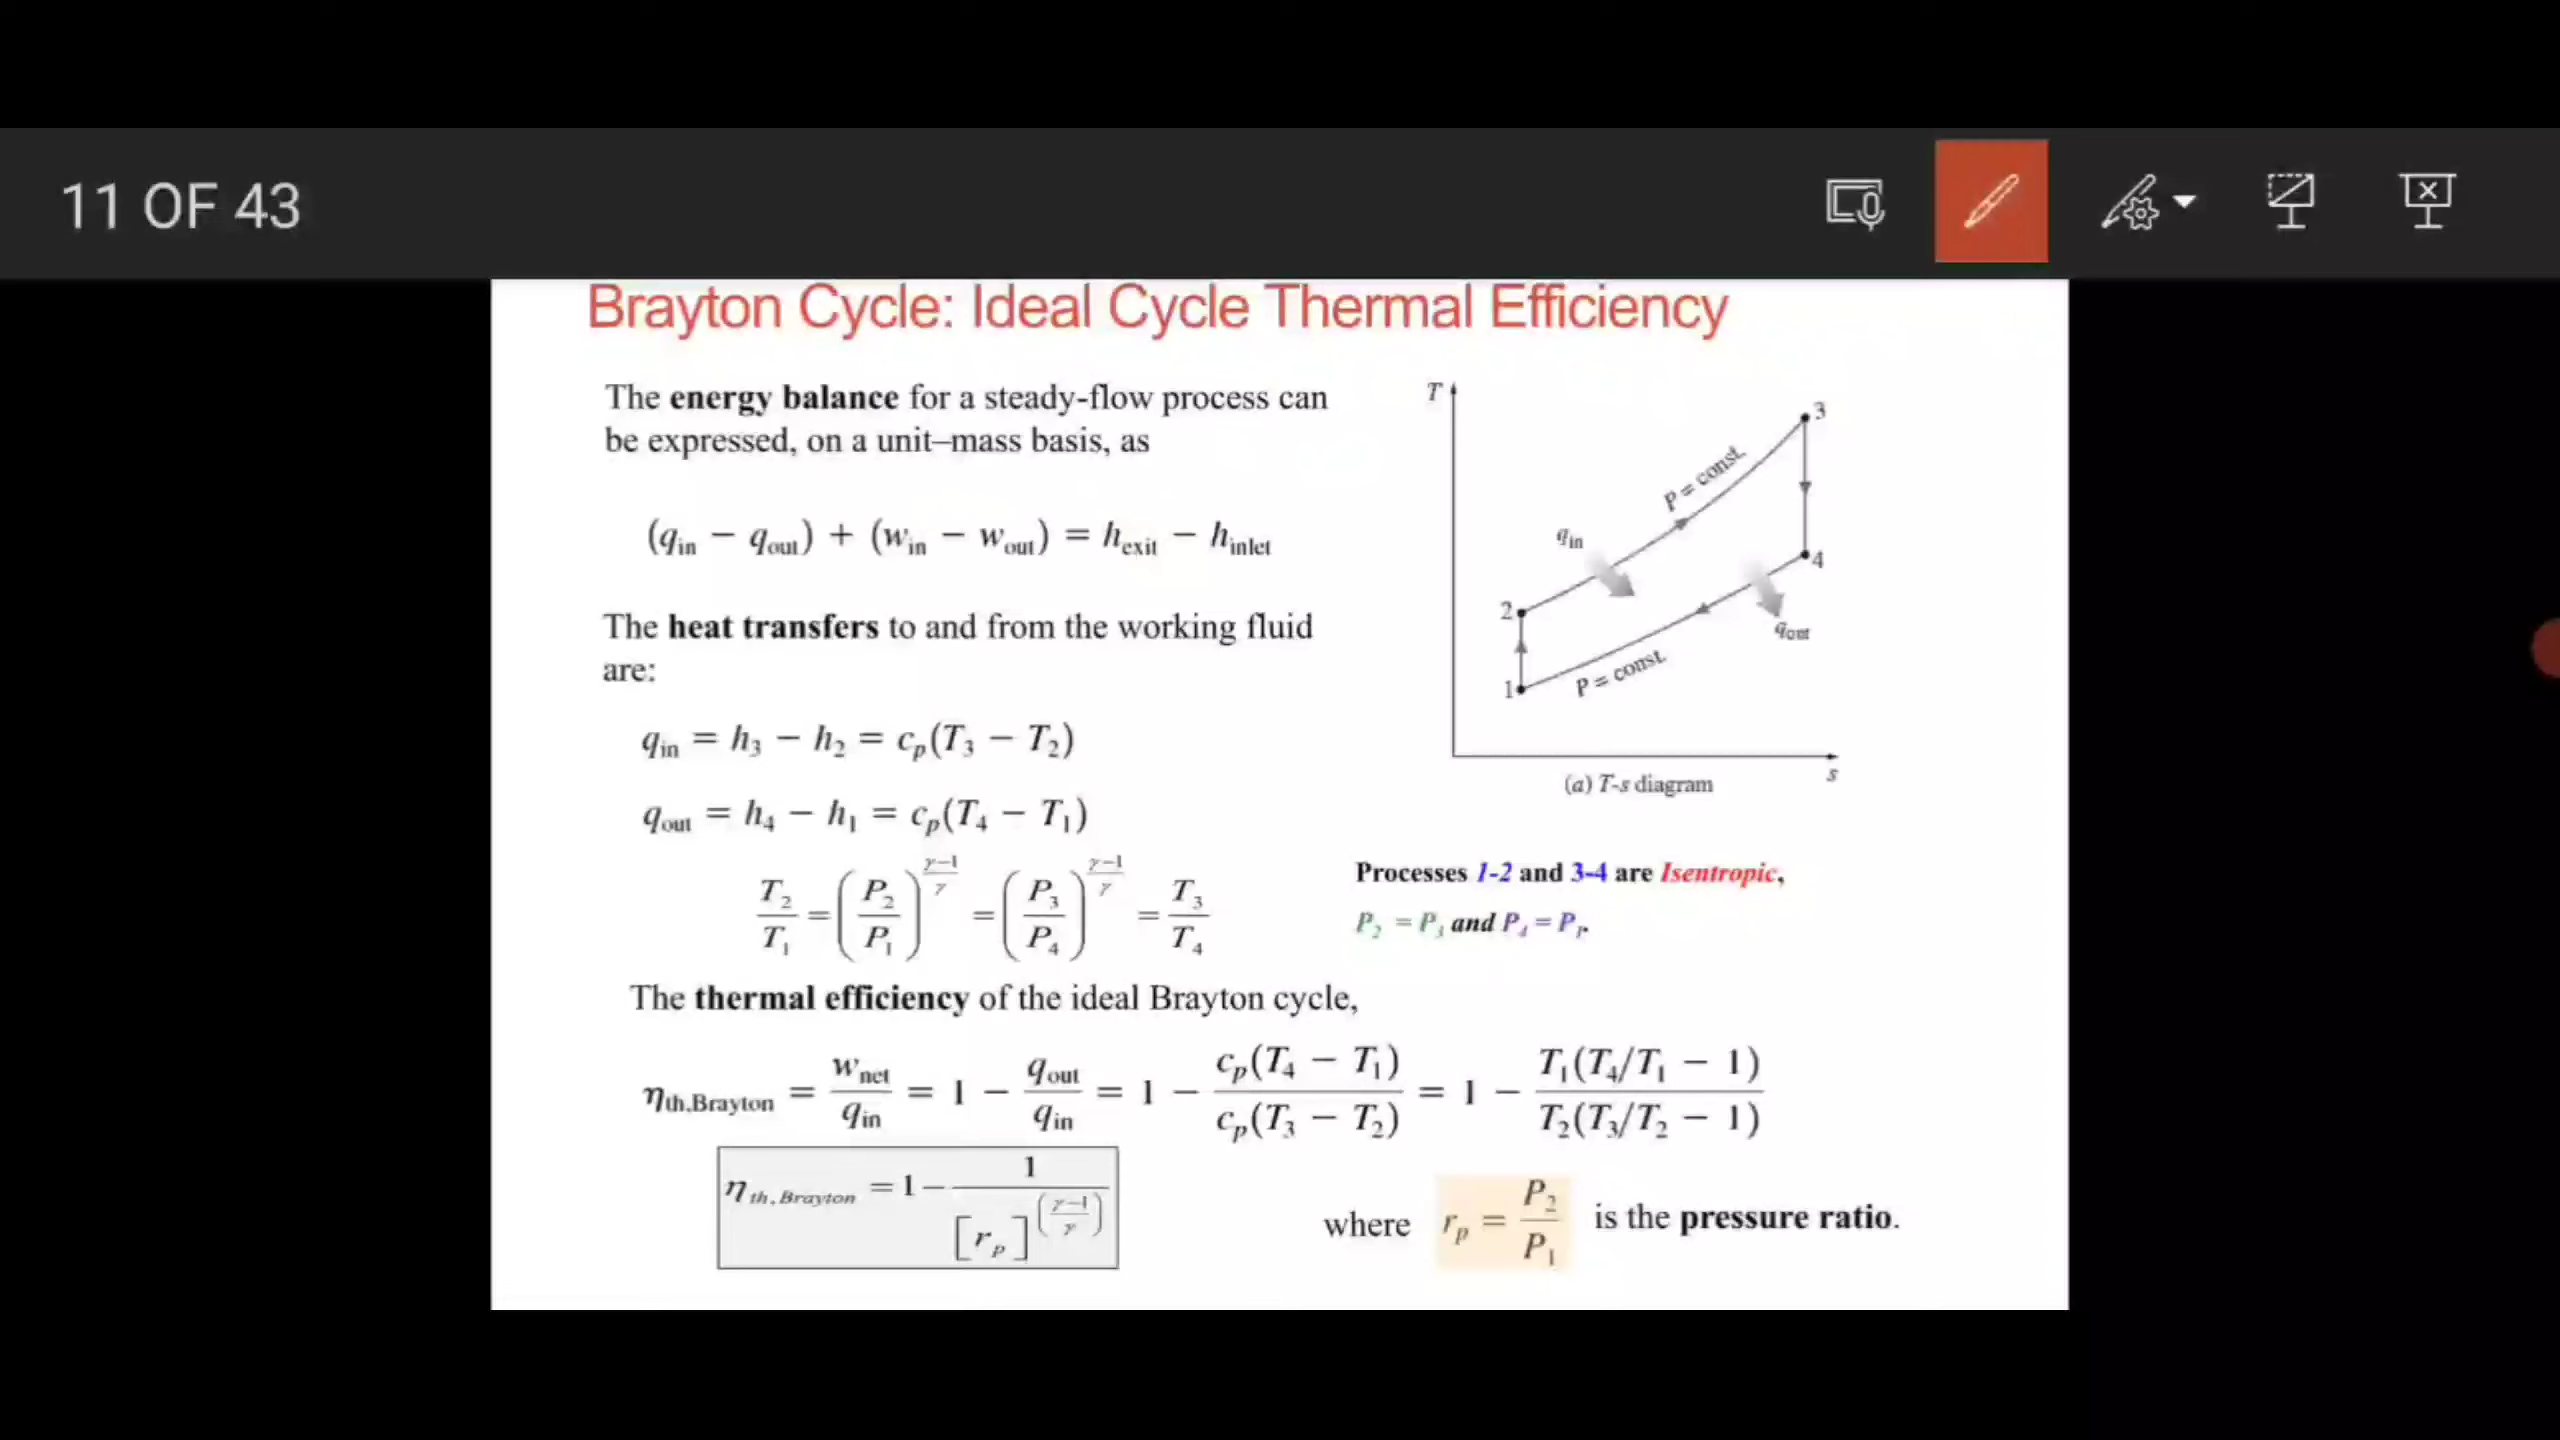 11 OF 43
Brayton Cycle: Ideal Cycle Thermal Efficiency
The energy balance for a steady-flow process can
be expressed, on a unit–mass basis, as
(q_in − q_out) + (w_in − w_out) = h_exit − h_inlet
The heat transfers to and from the working fluid
are:
q_in = h_3 − h_2 = c_p(T_3 − T_2)
q_out = h_4 − h_1 = c_p(T_4 − T_1)
T_2/T_1 = (P_2/P_1)^((γ−1)/γ) = (P_3/P_4)^((γ−1)/γ) = T_3/T_4
T
3
P = const.
q_in
4
2
q_out
P = const.
1
s
(a) T-s diagram
Processes 1-2 and 3-4 are Isentropic,
P_2 = P_3 and P_4 = P_1.
The thermal efficiency of the ideal Brayton cycle,
η_th,Brayton = w_net/q_in = 1 − q_out/q_in = 1 − c_p(T_4 − T_1)/c_p(T_3 − T_2) = 1 − T_1(T_4/T_1 − 1)/T_2(T_3/T_2 − 1)
η_th,Brayton = 1 − 1/[r_p]^((γ−1)/γ)
where r_p = P_2/P_1 is the pressure ratio.